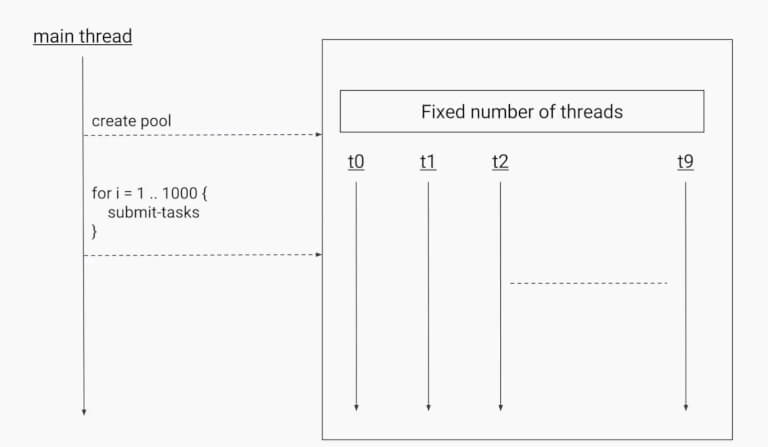 main thread
create pool
for i = 1 .. 1000 {
submit-tasks
}
Fixed number of threads
t0 t1 t2 t9